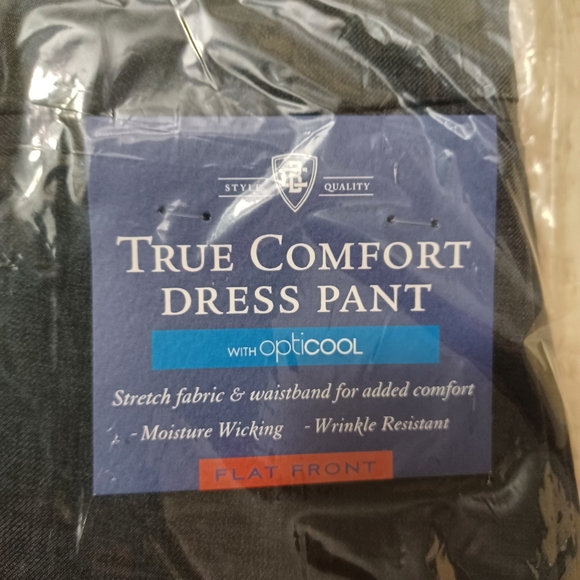 STYLE QUALITY
TRUE COMFORT
DRESS PANT
WITH opticool
Stretch fabric & waistband for added comfort
- Moisture Wicking - Wrinkle Resistant
FLAT FRONT